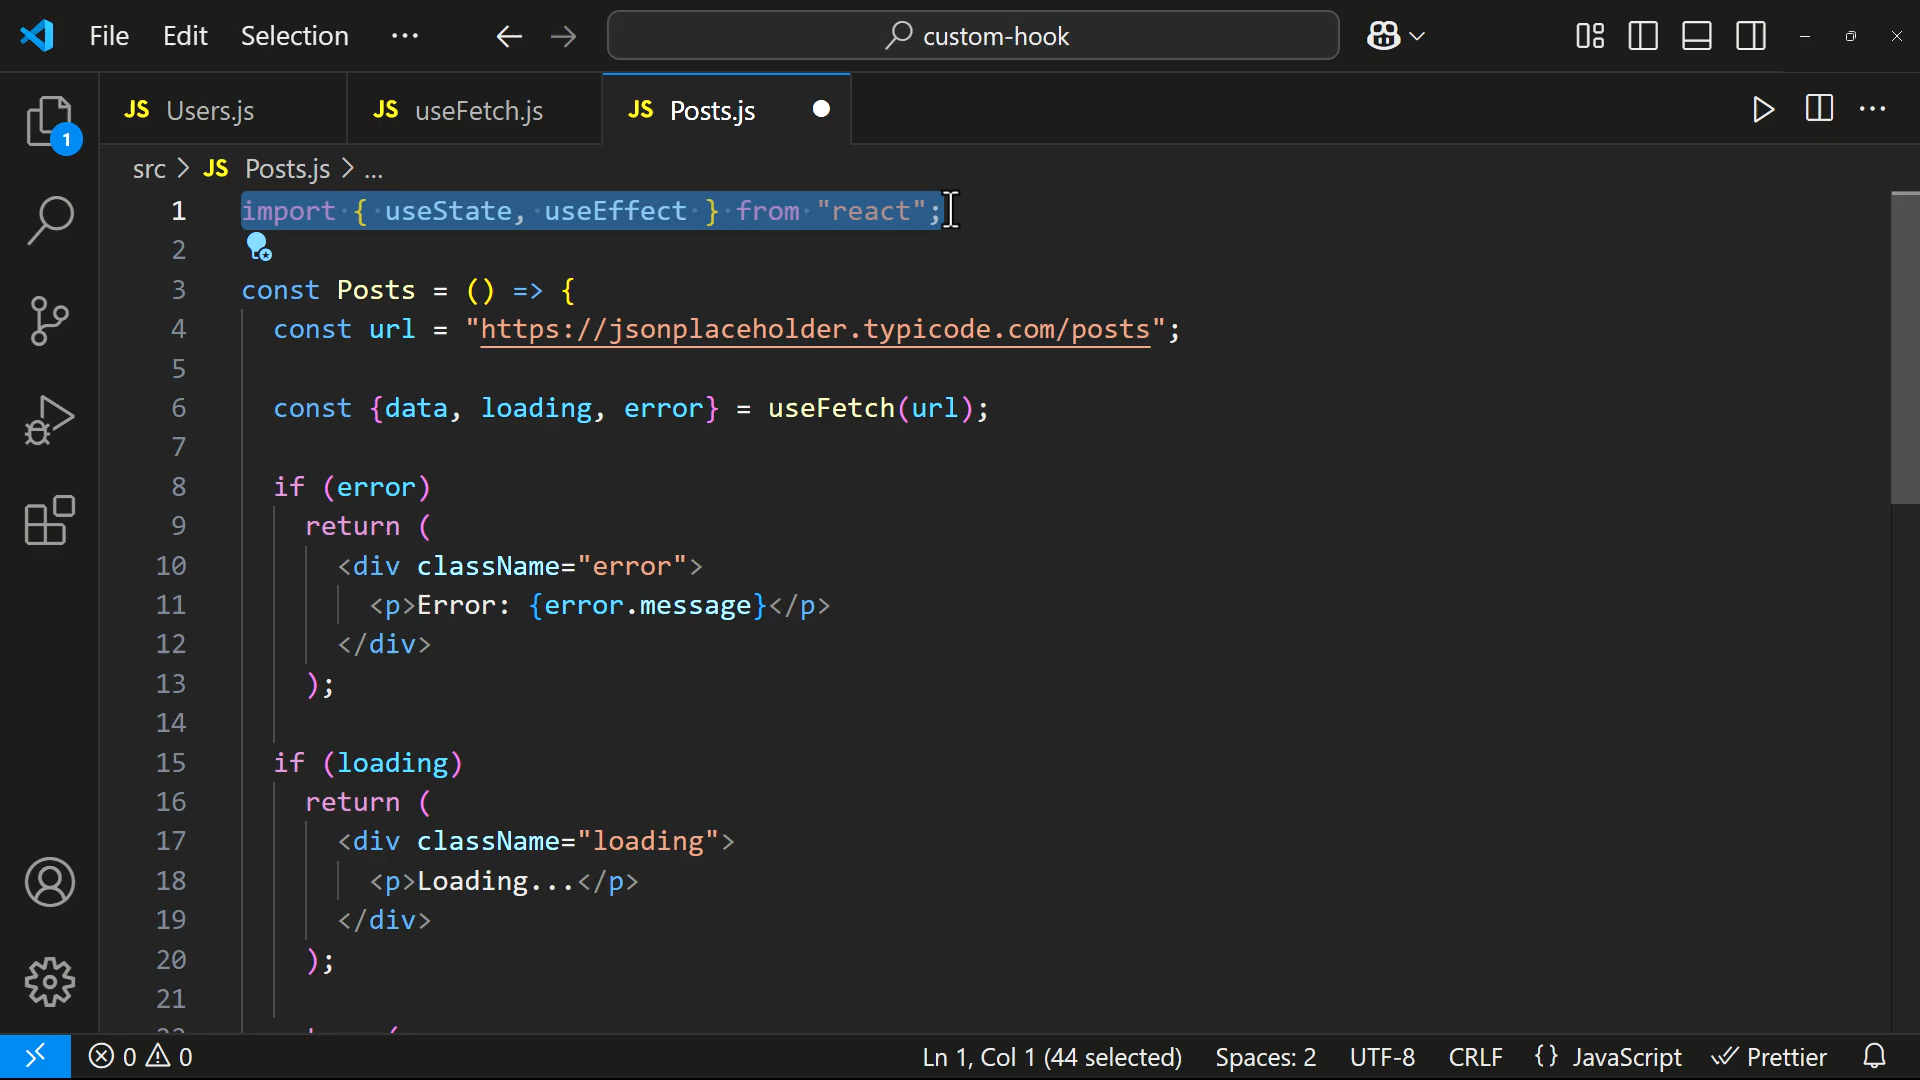 File Edit Selection ··· custom-hook
JS Users.js JS useFetch.js JS Posts.js
1
src > JS Posts.js > ...
1 import { useState, useEffect } from "react";
2
3 const Posts = () => {
4 const url = "https://jsonplaceholder.typicode.com/posts";
5
6 const {data, loading, error} = useFetch(url);
7
8 if (error)
9 return (
10 <div className="error">
11 <p>Error: {error.message}</p>
12 </div>
13 );
14
15 if (loading)
16 return (
17 <div className="loading">
18 <p>Loading...</p>
19 </div>
20 );
21
0 0 Ln 1, Col 1 (44 selected) Spaces: 2 UTF-8 CRLF {} JavaScript Prettier